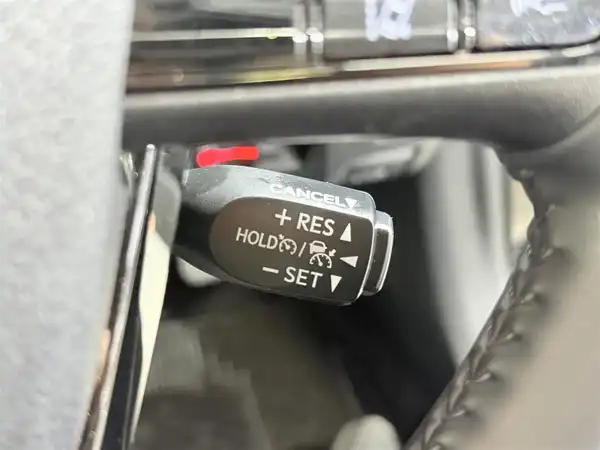 CANCEL▼
+ RES ▲
HOLD / ◀
− SET ▼